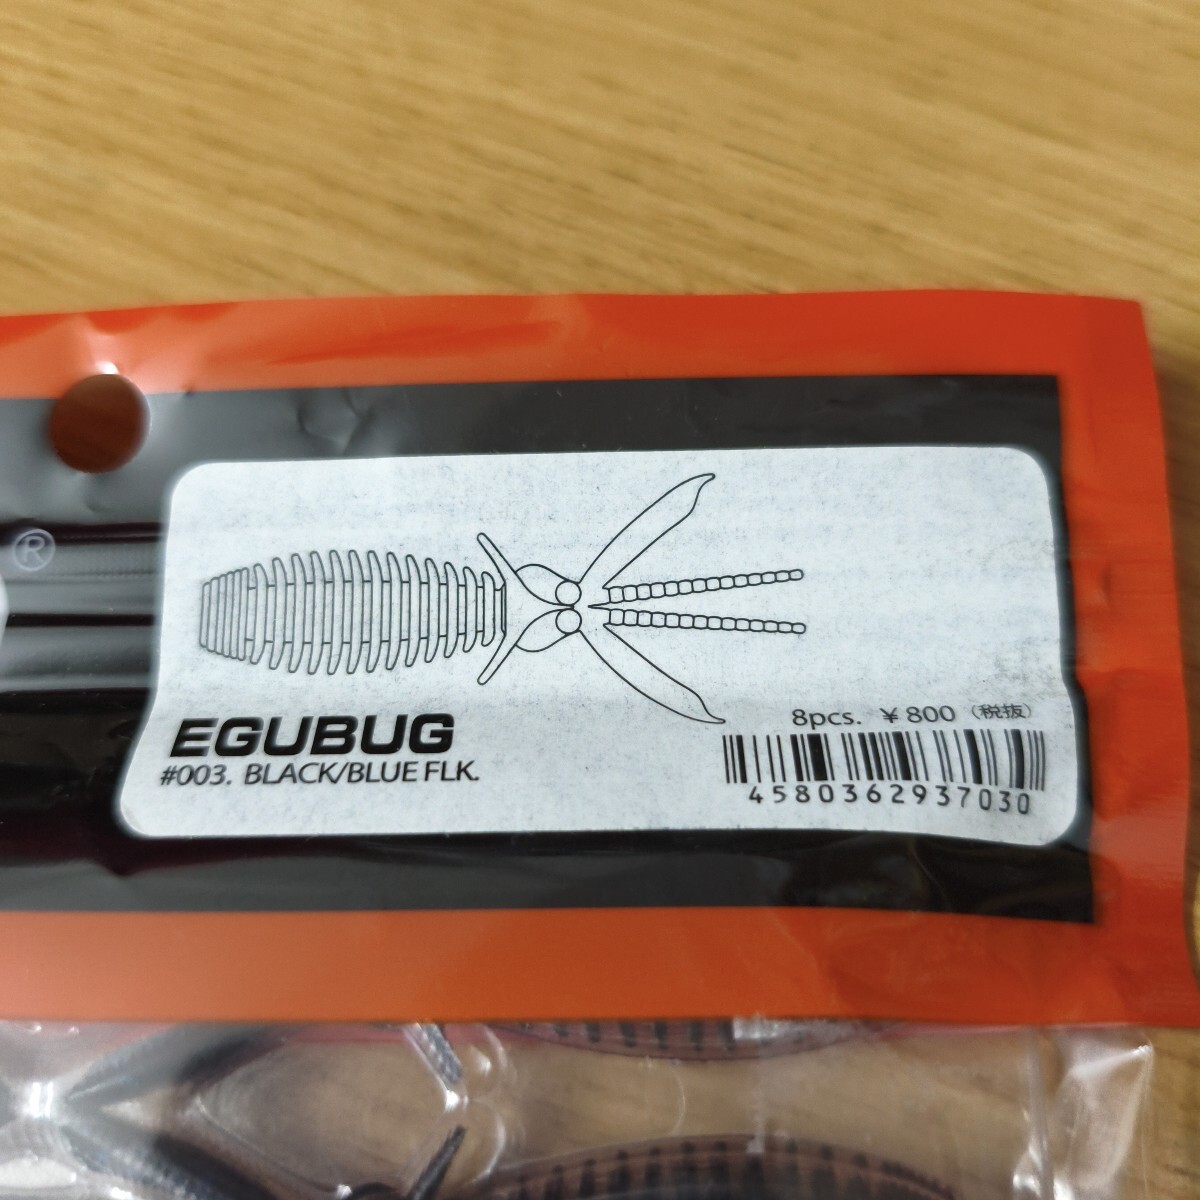 ®
EGUBUG
#003. BLACK/BLUE FLK.
8pcs. ¥800（税抜）
4580362937030